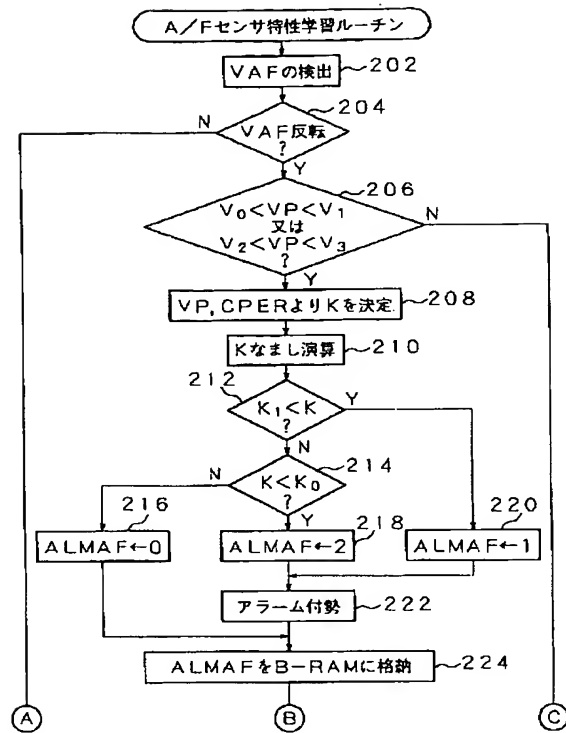 A/Fセンサ特性学習ルーチン
VAFの検出
202
204
VAF反転
?
N
Y
206
V₀<VP<V₁
又は
V₂<VP<V₃
?
N
Y
VP,CPERよりKを決定
208
Kなまし演算
210
212
K₁<K
?
Y
N
214
K<K₀
?
N
Y
216
ALMAF←0
218
ALMAF←2
220
ALMAF←1
アラーム付勢
222
ALMAFをB-RAMに格納
224
A
B
C